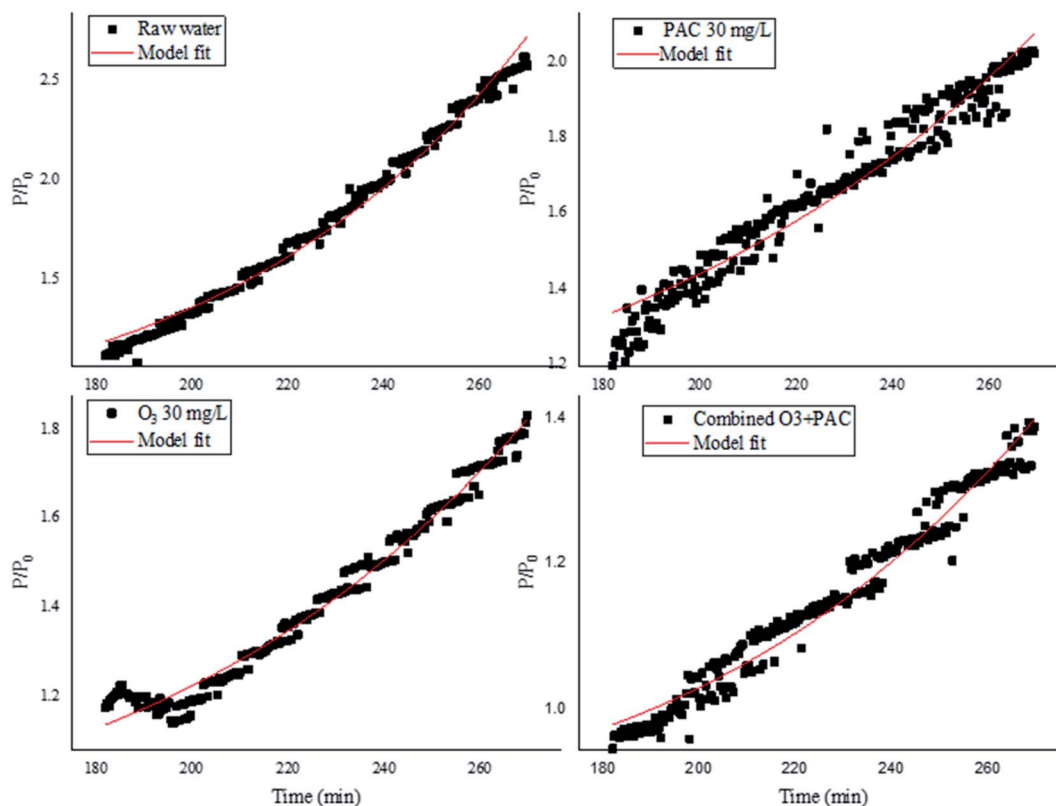 Raw water
Model fit
2.5
2.0
1.5
P/P₀
180 200 220 240 260
PAC 30 mg/L
Model fit
2.0
1.8
1.6
1.4
1.2
P/P₀
180 200 220 240 260
O₃ 30 mg/L
Model fit
1.8
1.6
1.4
1.2
P/P₀
180 200 220 240 260
Time (min)
Combined O3+PAC
Model fit
1.4
1.2
1.0
P/P₀
180 200 220 240 260
Time (min)